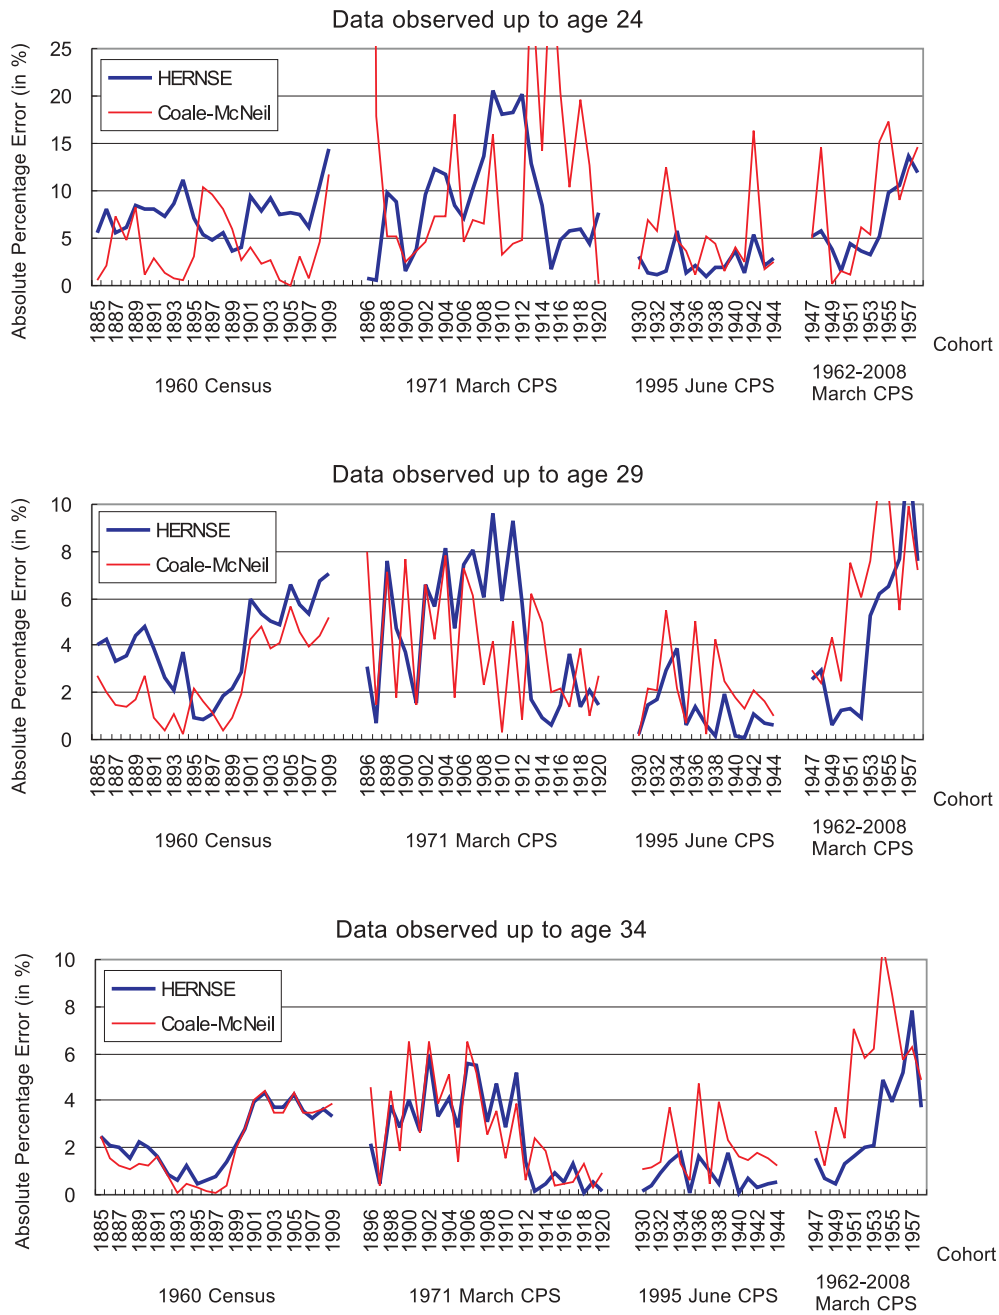 Data observed up to age 24
Absolute Percentage Error (in %)
25
20
15
10
5
0
HERNSE
Coale-McNeil
1885 1887 1889 1891 1893 1895 1897 1899 1901 1903 1905 1907 1909 1896 1898 1900 1902 1904 1906 1908 1910 1912 1914 1916 1918 1920 1930 1932 1934 1936 1938 1940 1942 1944 1947 1949 1951 1953 1955 1957
Cohort
1960 Census
1971 March CPS
1995 June CPS
1962-2008
March CPS
Data observed up to age 29
Absolute Percentage Error (in %)
10
8
6
4
2
0
HERNSE
Coale-McNeil
1885 1887 1889 1891 1893 1895 1897 1899 1901 1903 1905 1907 1909 1896 1898 1900 1902 1904 1906 1908 1910 1912 1914 1916 1918 1920 1930 1932 1934 1936 1938 1940 1942 1944 1947 1949 1951 1953 1955 1957
Cohort
1960 Census
1971 March CPS
1995 June CPS
1962-2008
March CPS
Data observed up to age 34
Absolute Percentage Error (in %)
10
8
6
4
2
0
HERNSE
Coale-McNeil
1885 1887 1889 1891 1893 1895 1897 1899 1901 1903 1905 1907 1909 1896 1898 1900 1902 1904 1906 1908 1910 1912 1914 1916 1918 1920 1930 1932 1934 1936 1938 1940 1942 1944 1947 1949 1951 1953 1955 1957
Cohort
1960 Census
1971 March CPS
1995 June CPS
1962-2008
March CPS